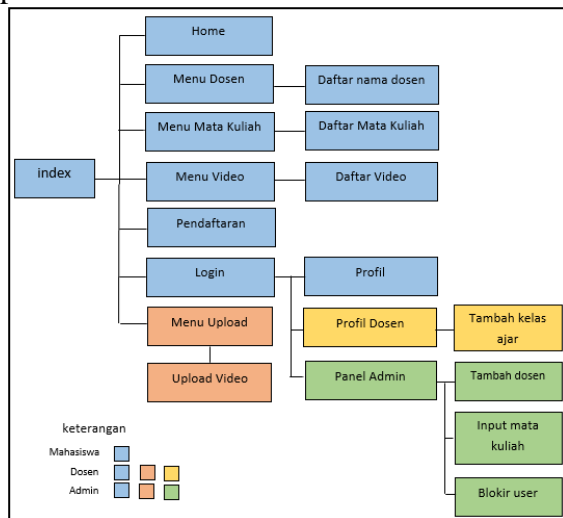 Home
Menu Dosen
Daftar nama dosen
Menu Mata Kuliah
Daftar Mata Kuliah
index
Menu Video
Daftar Video
Pendaftaran
Login
Profil
Menu Upload
Profil Dosen
Tambah kelas
ajar
Upload Video
Panel Admin
Tambah dosen
Input mata
kuliah
Blokir user
keterangan
Mahasiswa
Dosen
Admin